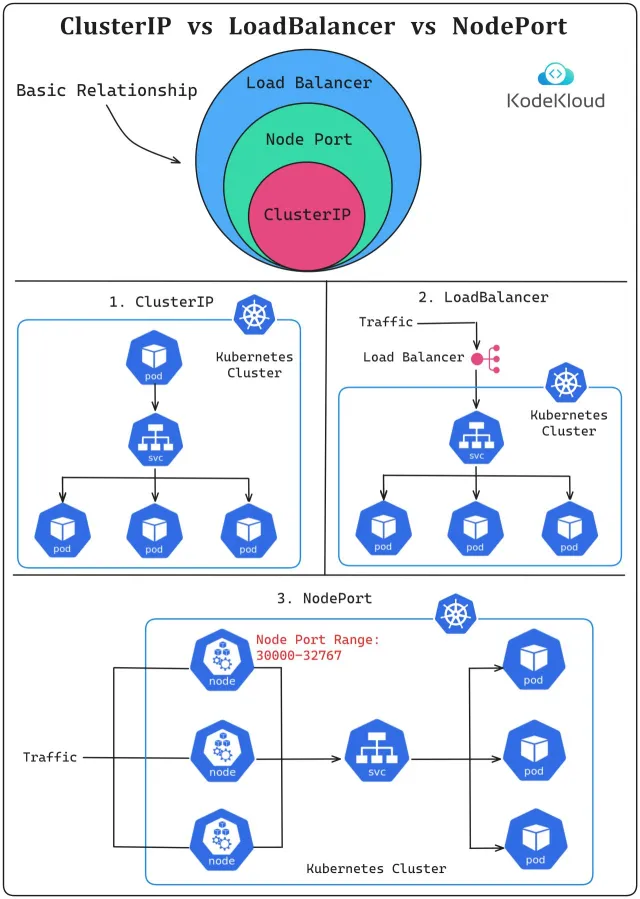 ClusterIP vs LoadBalancer vs NodePort
Basic Relationship
Load Balancer
Node Port
ClusterIP
KodeKloud
1. ClusterIP
Kubernetes
Cluster
pod
svc
pod
pod
pod
2. LoadBalancer
Traffic
Load Balancer
Kubernetes
Cluster
svc
pod
pod
pod
3. NodePort
Node Port Range:
30000-32767
node
node
node
Traffic
svc
pod
pod
pod
Kubernetes Cluster